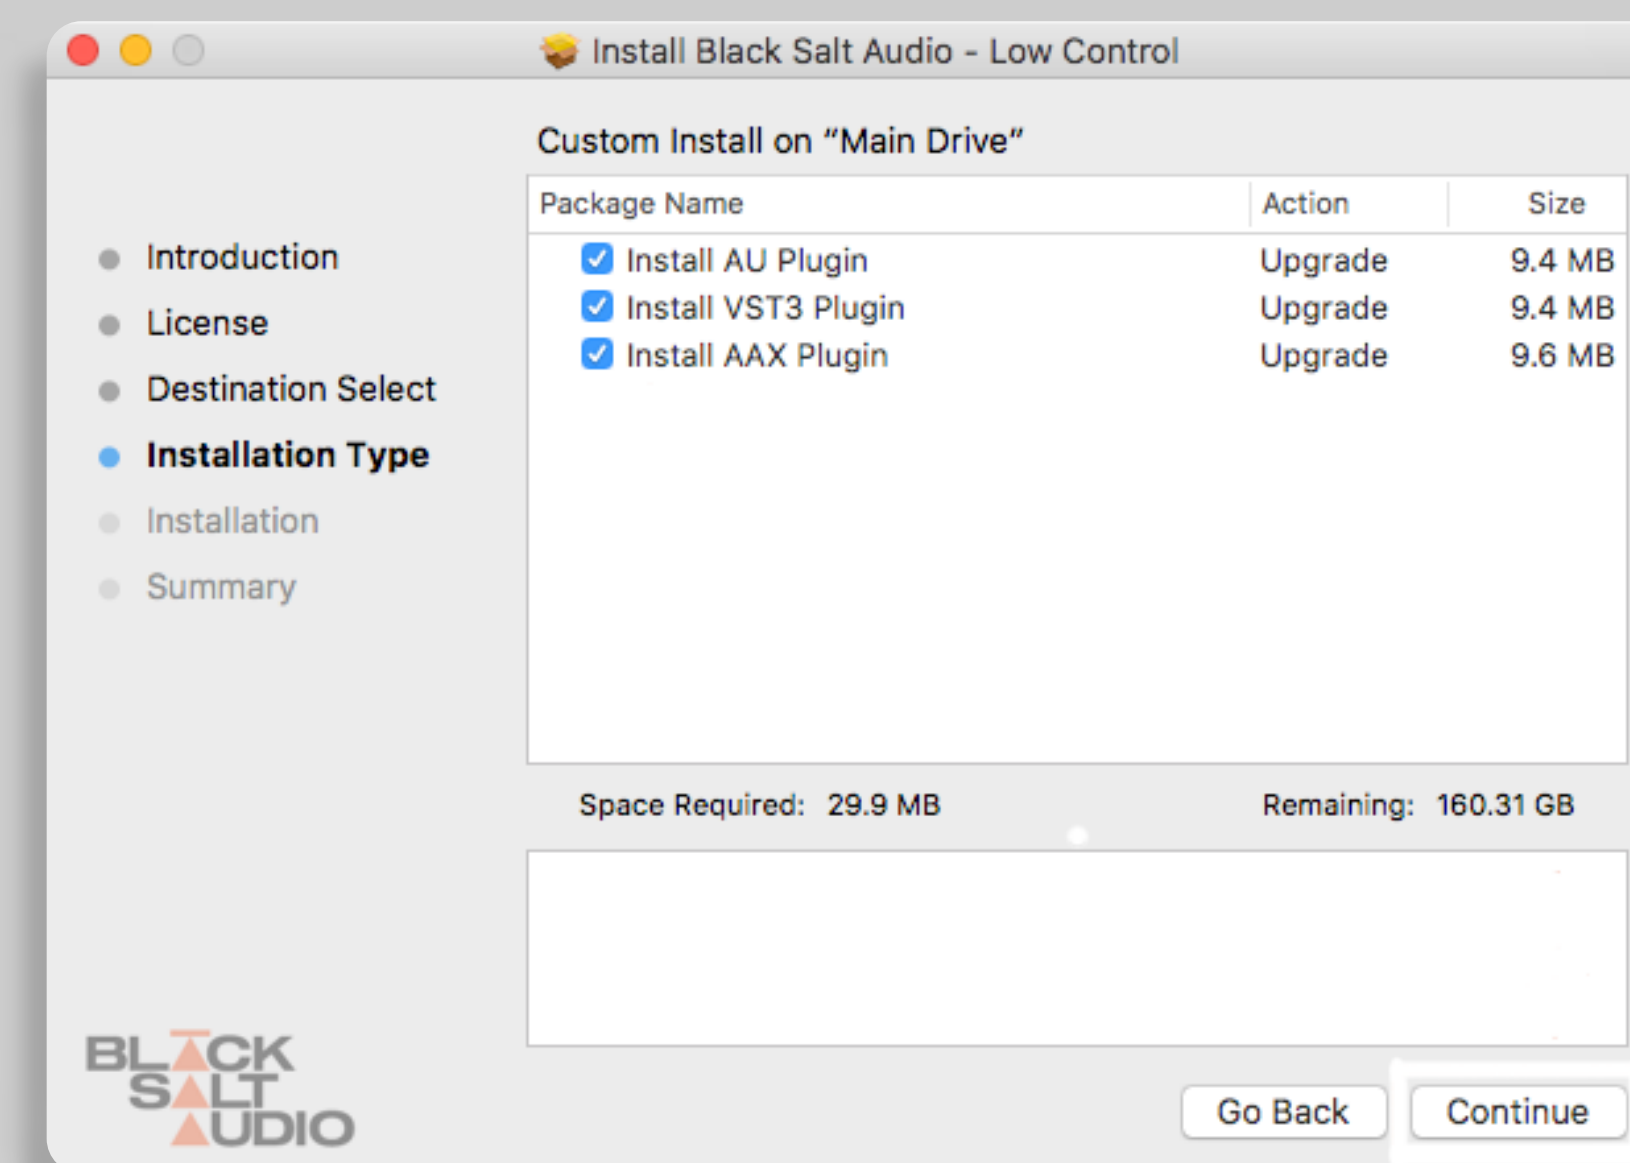 Install Black Salt Audio - Low Control
Custom Install on “Main Drive”
Package Name Action Size
Install AU Plugin Upgrade 9.4 MB
Install VST3 Plugin Upgrade 9.4 MB
Install AAX Plugin Upgrade 9.6 MB
Introduction
License
Destination Select
Installation Type
Installation
Summary
Space Required: 29.9 MB Remaining: 160.31 GB
BLACK
SALT
AUDIO
Go Back Continue